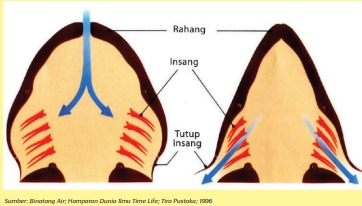 Rahang
Insang
Tutup
Insang
Sumber: Binatang Air; Hamparan Dunia Ilmu Time Life; Tira Pustaka; 1996